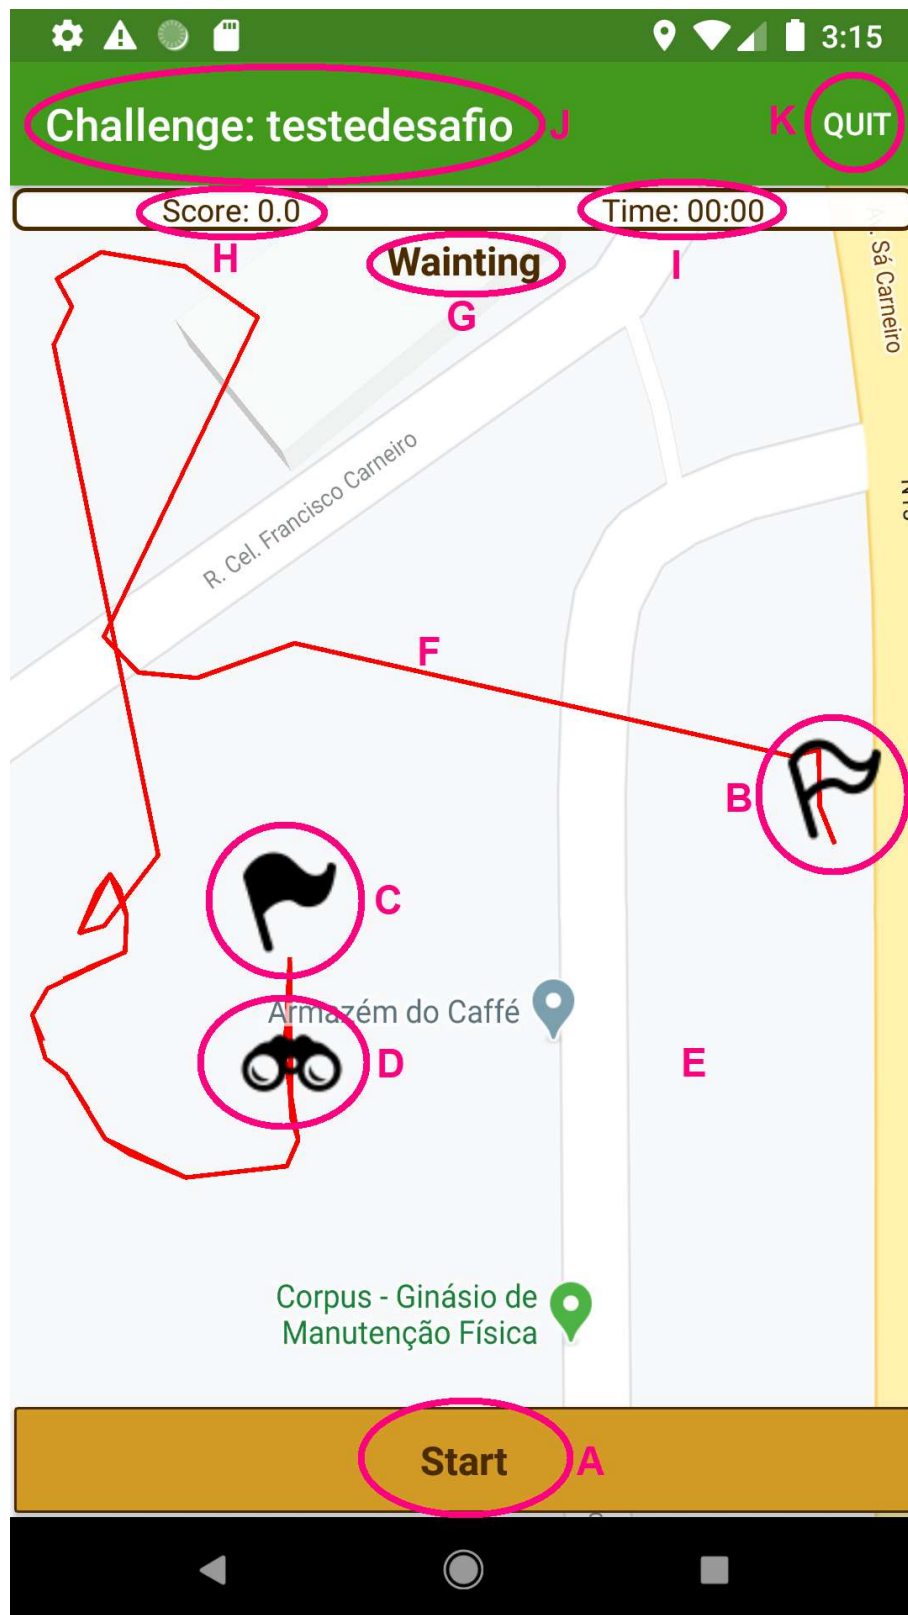 3:15
Challenge: testedesafio J K QUIT
Score: 0.0 Time: 00:00
H Wainting I
G
Sá Carneiro
R. Cel. Francisco Carneiro
F
B
C
Armazém do Caffé
D E
Corpus - Ginásio de
Manutenção Física
Start A